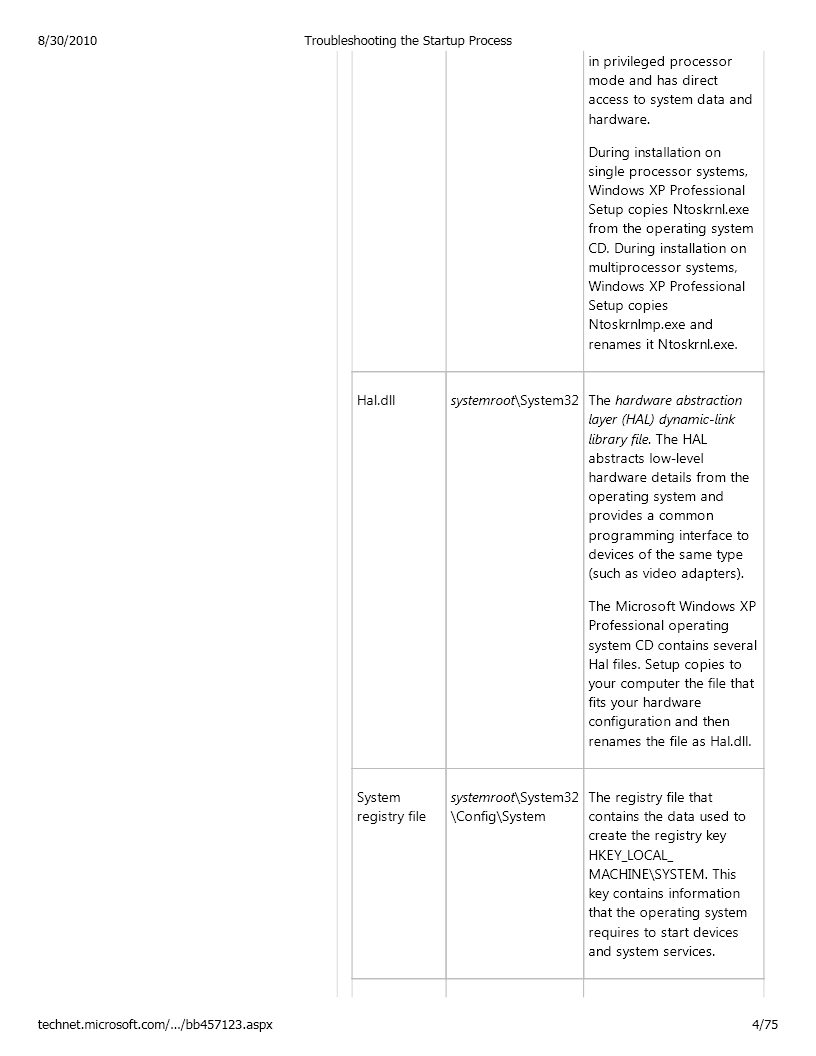 8/30/2010 Troubleshooting the Startup Process
in privileged processor
mode and has direct
access to system data and
hardware.
During installation on
single processor systems,
Windows XP Professional
Setup copies Ntoskrnl.exe
from the operating system
CD. During installation on
multiprocessor systems,
Windows XP Professional
Setup copies
Ntoskrnlmp.exe and
renames it Ntoskrnl.exe.
Hal.dll
systemroot\System32
The hardware abstraction
layer (HAL) dynamic-link
library file. The HAL
abstracts low-level
hardware details from the
operating system and
provides a common
programming interface to
devices of the same type
(such as video adapters).
The Microsoft Windows XP
Professional operating
system CD contains several
Hal files. Setup copies to
your computer the file that
fits your hardware
configuration and then
renames the file as Hal.dll.
System
registry file
systemroot\System32
\Config\System
The registry file that
contains the data used to
create the registry key
HKEY_LOCAL_
MACHINE\SYSTEM. This
key contains information
that the operating system
requires to start devices
and system services.
technet.microsoft.com/.../bb457123.aspx 4/75